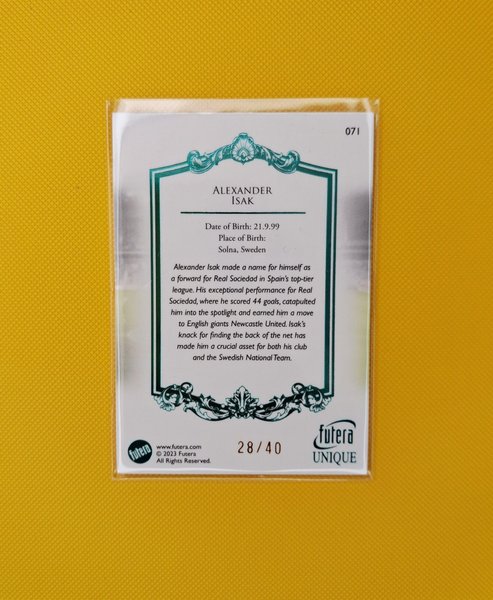 071
ALEXANDER
ISAK
Date of Birth: 21.9.99
Place of Birth:
Solna, Sweden
Alexander Isak made a name for himself as
a forward for Real Sociedad in Spain's top-tier
league. His exceptional performance for Real
Sociedad, where he scored 44 goals, catapulted
him into the spotlight and earned him a move
to English giants Newcastle United. Isak's
knack for finding the back of the net has
made him a crucial asset for both his club
and the Swedish National Team.
futera
www.futera.com
© 2023 Futera
All Rights Reserved.
28/40
futera
UNIQUE